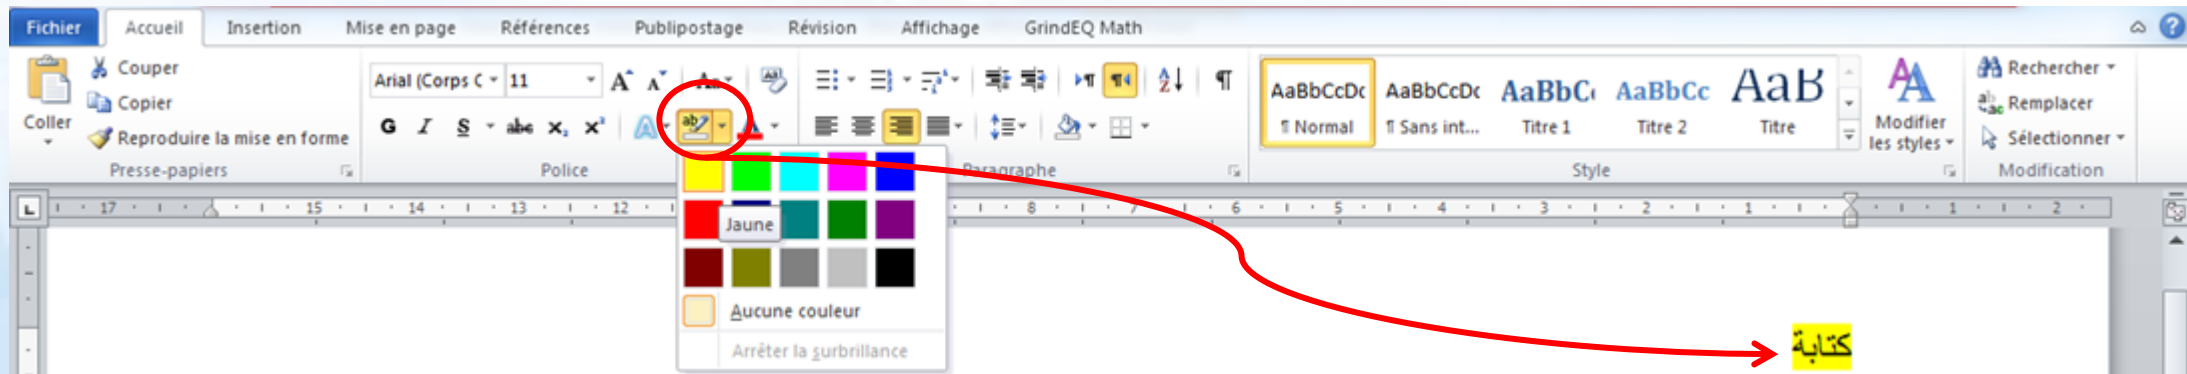 Fichier Accueil Insertion Mise en page Références Publipostage Révision Affichage GrindEQ Math
Coller
Couper
Copier
Reproduire la mise en forme
Presse-papiers
Arial (Corps C 11
G I S abc x₂ x²
Police
Paragraphe
AaBbCcDc AaBbCcDc AaBbC AaBbCc AaB
¶ Normal ¶ Sans int... Titre 1 Titre 2 Titre
Style
Modifier
les styles
Rechercher
Remplacer
Sélectionner
Modification
17 15 14 13 12 8 7 6 5 4 3 2 1 1 2
Jaune
Aucune couleur
Arrêter la surbrillance
كتابة